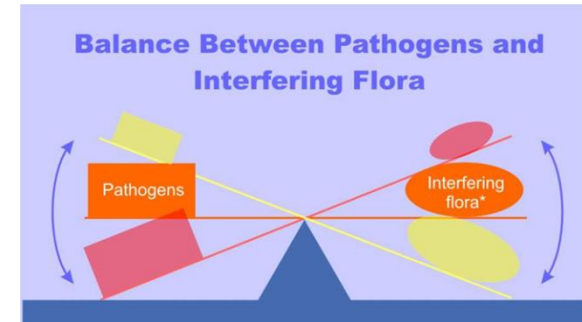 Balance Between Pathogens and
Interfering Flora
Pathogens
Interfering
flora*